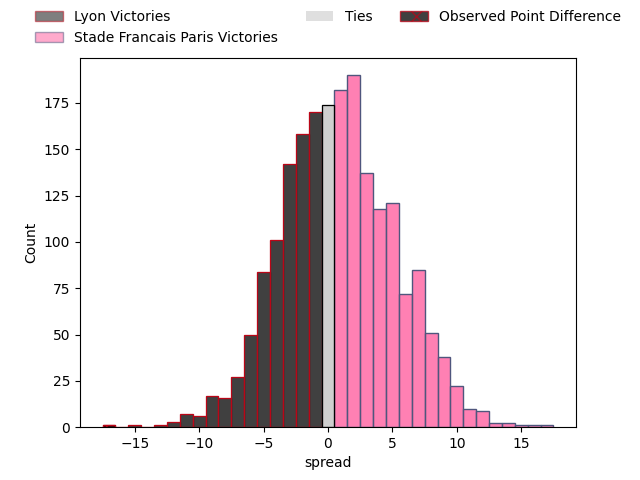 Lyon Victories
Stade Francais Paris Victories
Ties
Observed Point Difference
175
150
125
100
75
50
25
0
Count
−15 −10 −5 0 5 10 15
spread